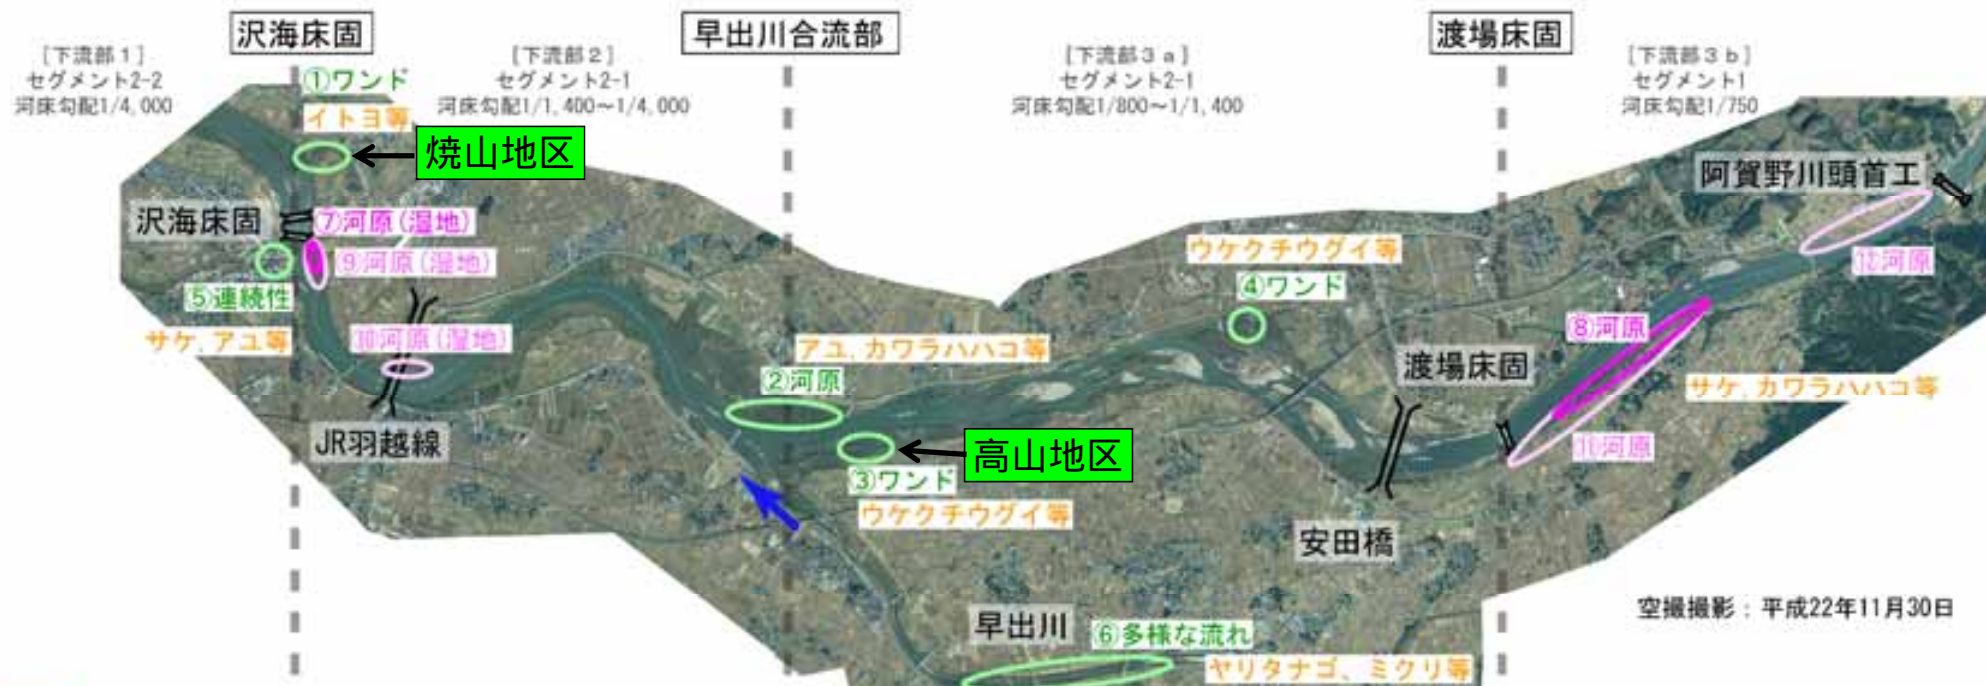 沢海床固
早出川合流部
渡場床固
[下流部1]
セグメント2-2
河床勾配1/4,000
[下流部2]
セグメント2-1
河床勾配1/1,400～1/4,000
[下流部3a]
セグメント2-1
河床勾配1/800～1/1,400
[下流部3b]
セグメント1
河床勾配1/750
①ワンド
イトヨ等
焼山地区
阿賀野川頭首工
沢海床固
⑦河原(湿地)
⑨河原(湿地)
⑤連続性
サケ、アユ等
⑩河原(湿地)
JR羽越線
ウケクチウグイ等
④ワンド
⑫河原
⑧河原
アユ、カワラハハコ等
②河原
渡場床固
サケ、カワラハハコ等
⑪河原
高山地区
③ワンド
ウケクチウグイ等
安田橋
空撮撮影：平成22年11月30日
早出川
⑥多様な流れ
ヤリタナゴ、ミクリ等